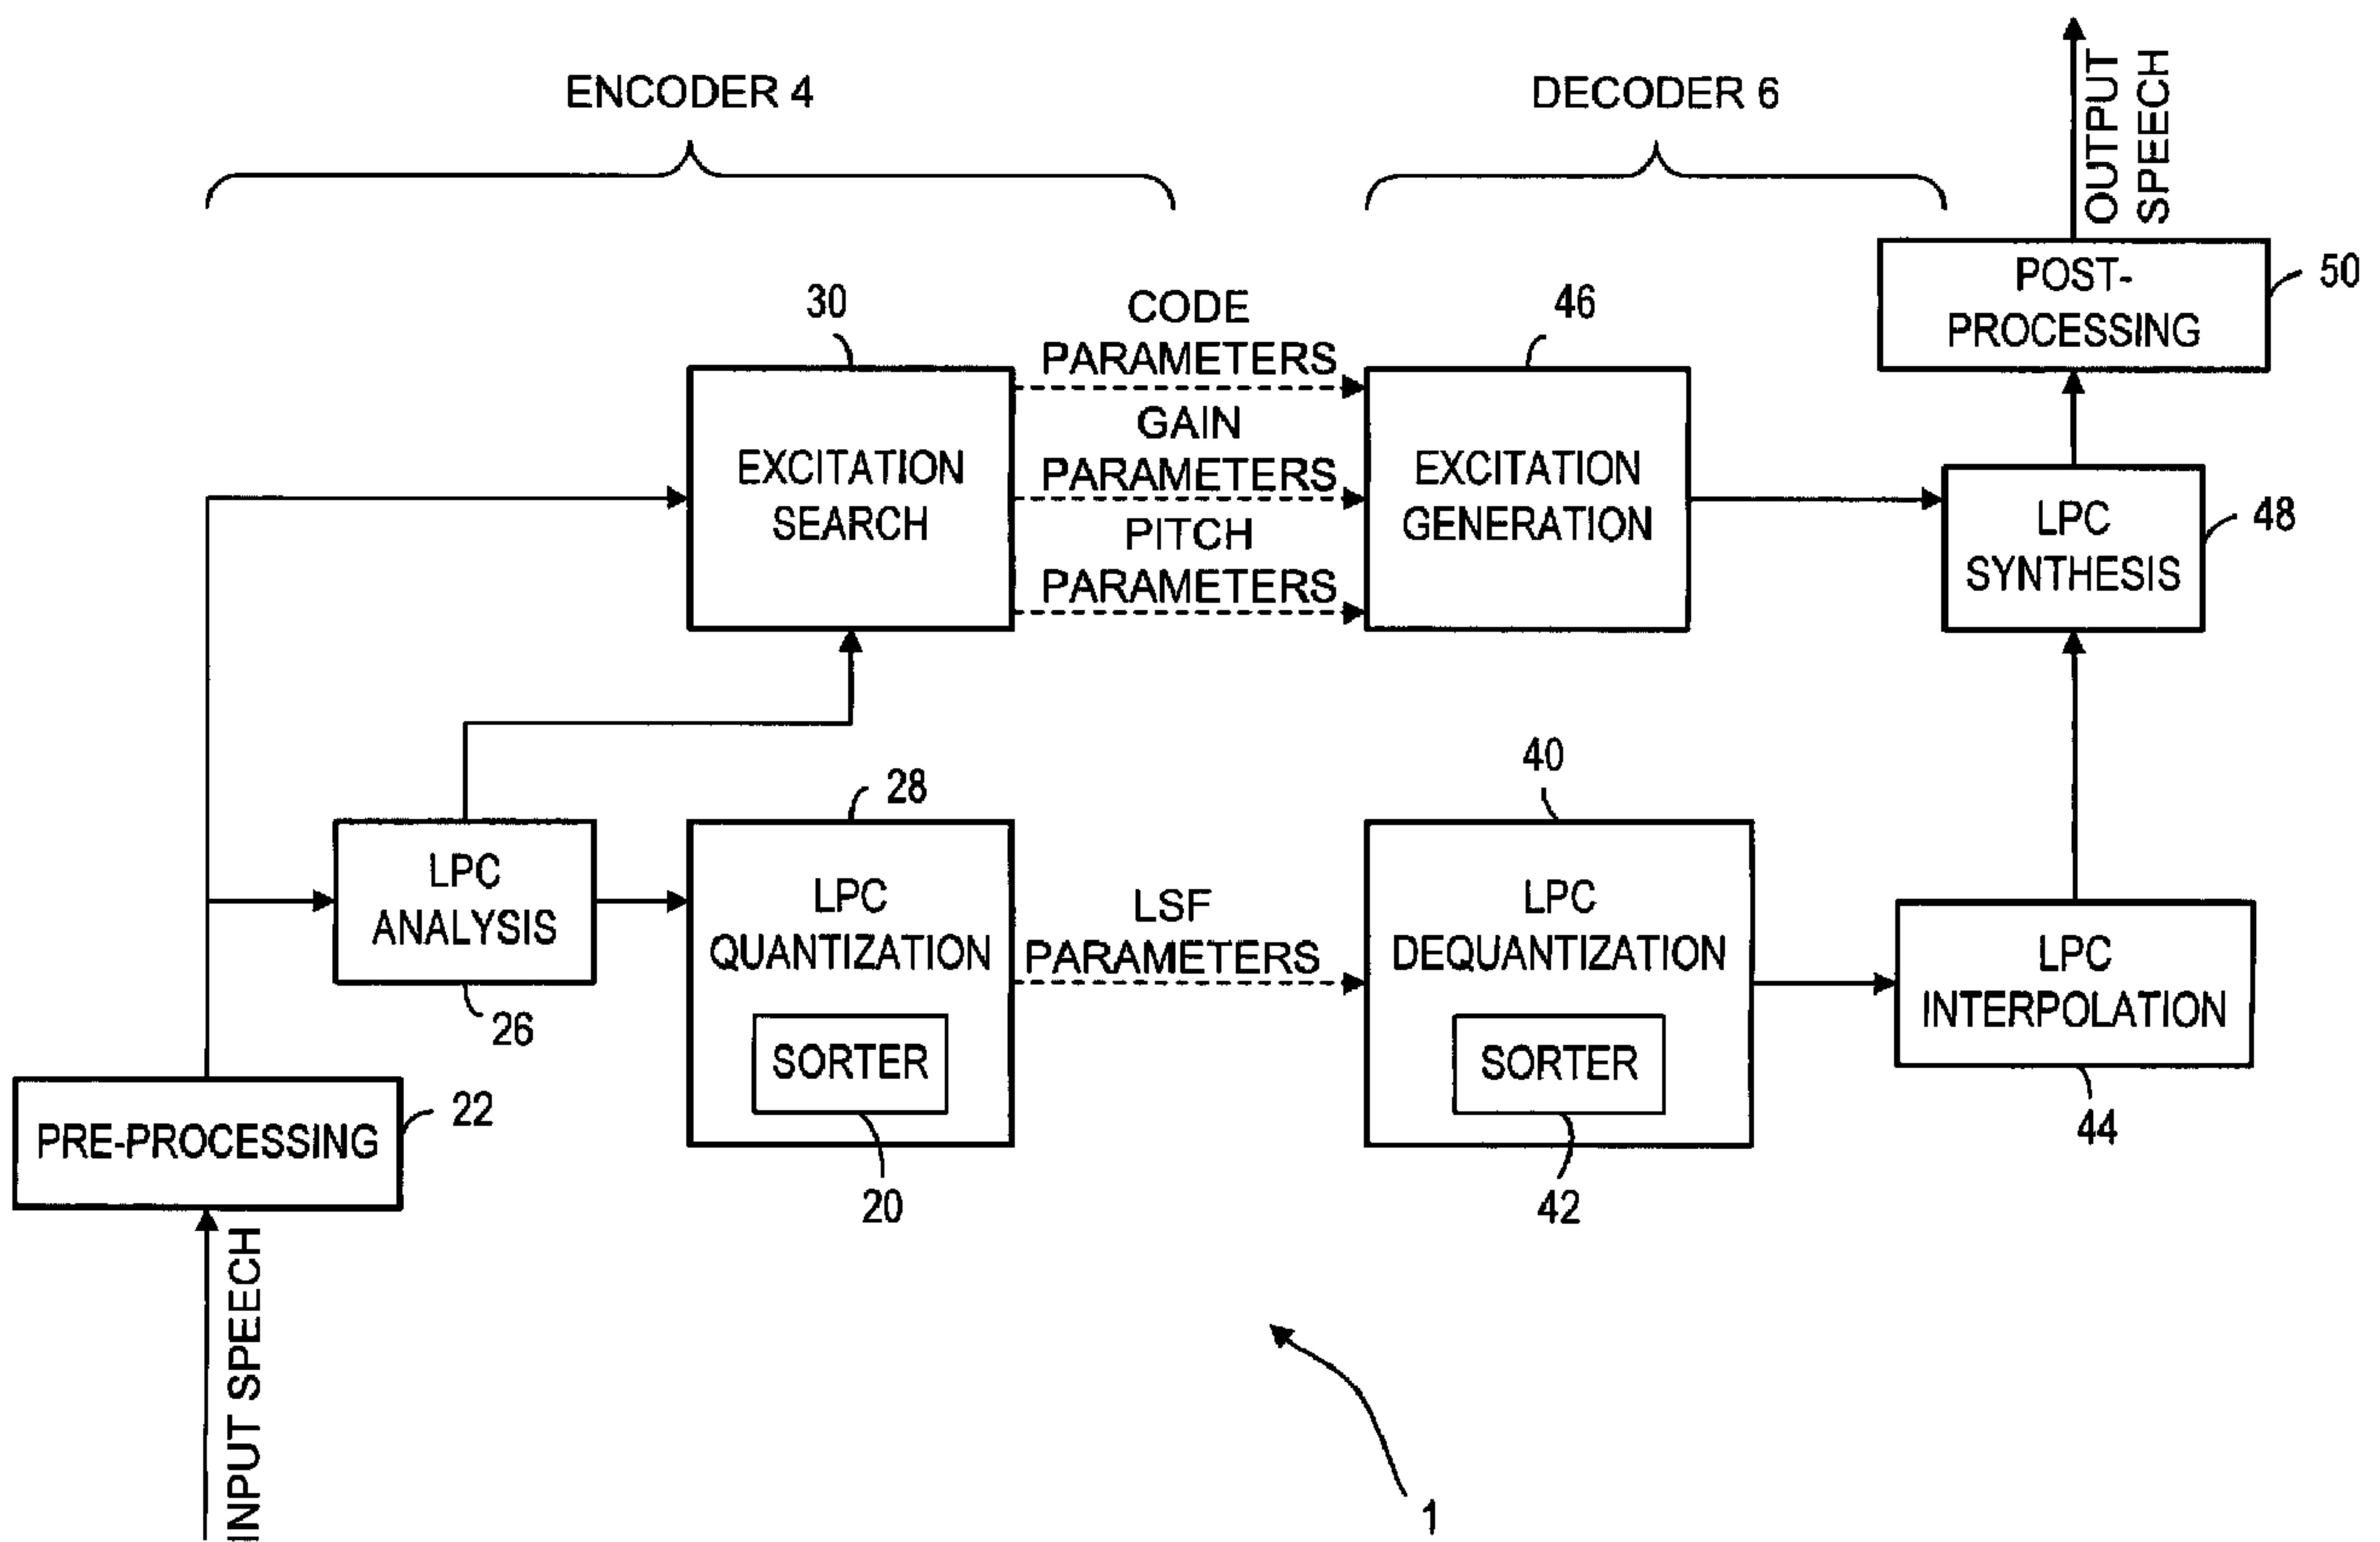 ENCODER 4
DECODER 6
OUTPUT
SPEECH
POST-
PROCESSING
50
30
CODE
PARAMETERS
46
GAIN
PARAMETERS
PITCH
PARAMETERS
EXCITATION
SEARCH
EXCITATION
GENERATION
LPC
SYNTHESIS
48
28
40
LPC
ANALYSIS
26
LPC
QUANTIZATION
SORTER
20
LSF
PARAMETERS
LPC
DEQUANTIZATION
SORTER
42
LPC
INTERPOLATION
44
PRE-PROCESSING
22
INPUT SPEECH
1